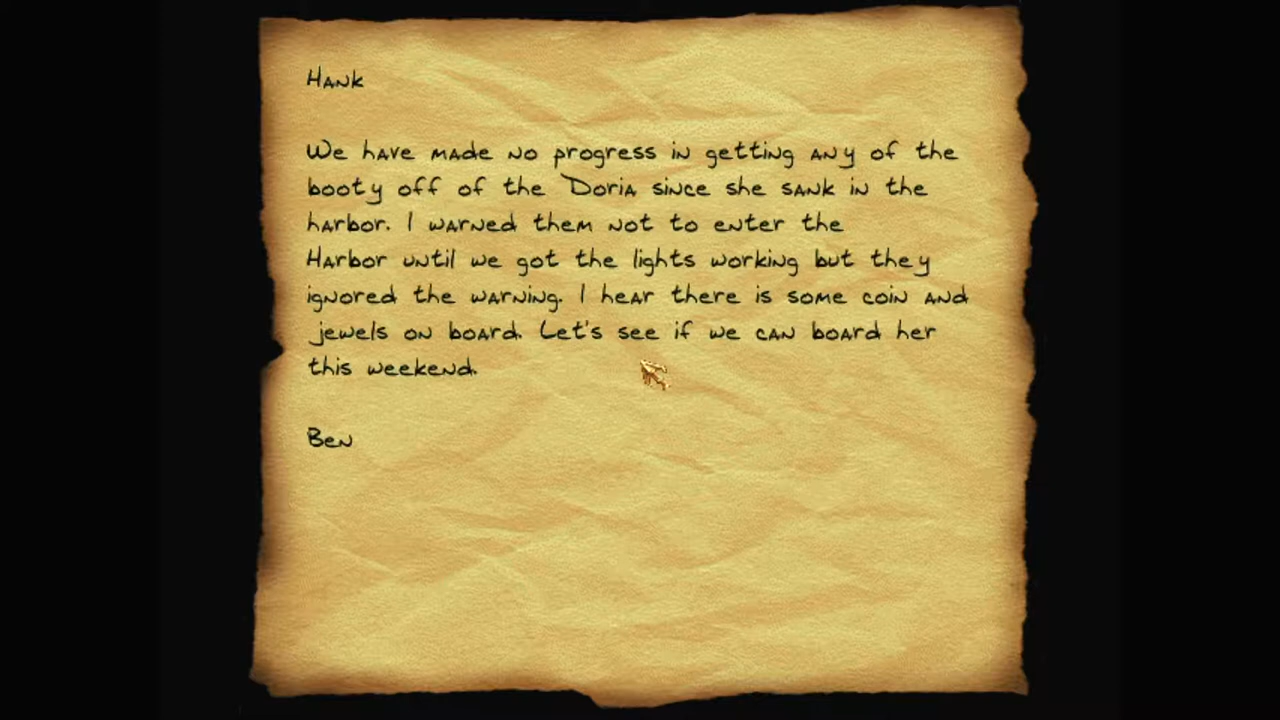 Hank
We have made no progress in getting any of the
booty off of the Doria since she sank in the
harbor. I warned them not to enter the
Harbor until we got the lights working but they
ignored the warning. I hear there is some coin and
jewels on board. Let's see if we can board her
this weekend.
Ben